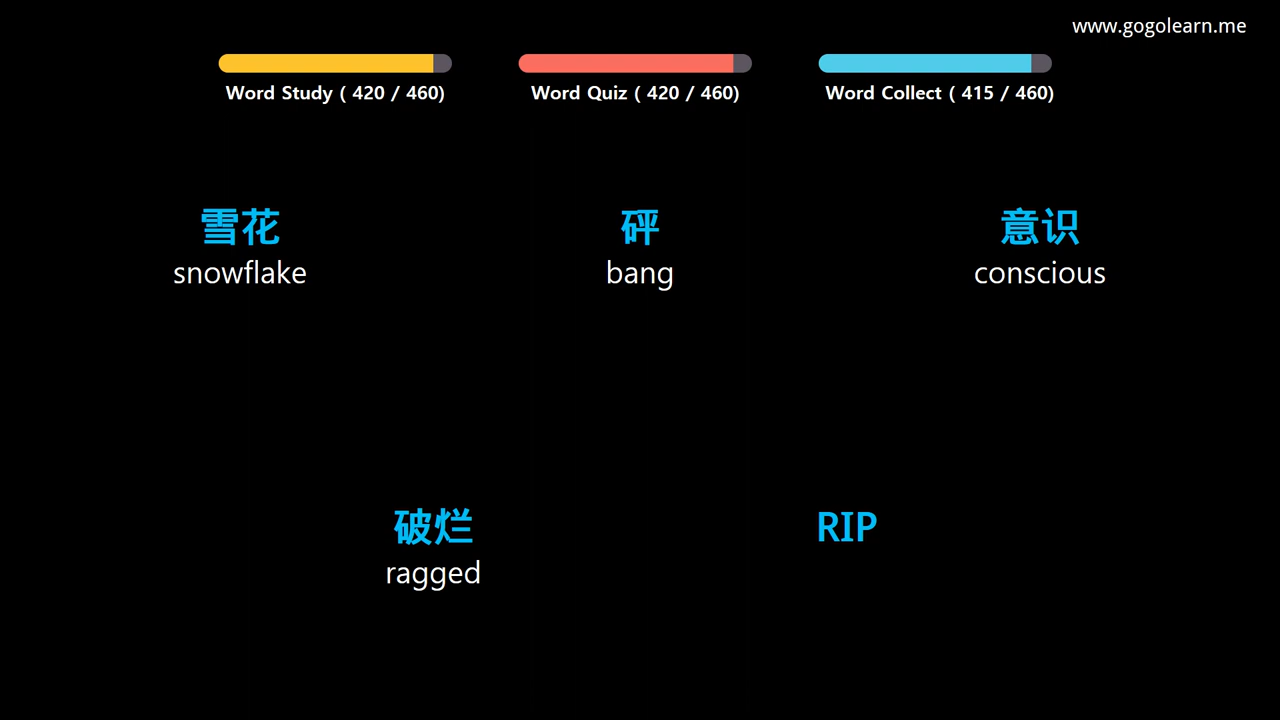 www.gogolearn.me
Word Study ( 420 / 460)
Word Quiz ( 420 / 460)
Word Collect ( 415 / 460)
雪花
snowflake
砰
bang
意识
conscious
破烂
ragged
RIP